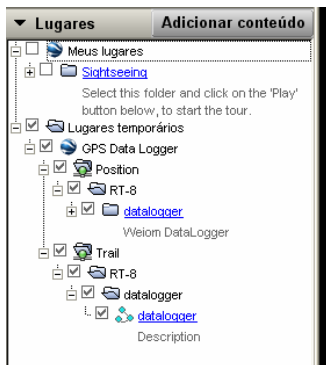 Lugares
Adicionar conteúdo
Meus lugares
Sightseeing
Select this folder and click on the 'Play'
button below, to start the tour.
Lugares temporários
GPS Data Logger
Position
RT-8
datalogger
Weiom DataLogger
Trail
RT-8
datalogger
datalogger
Description